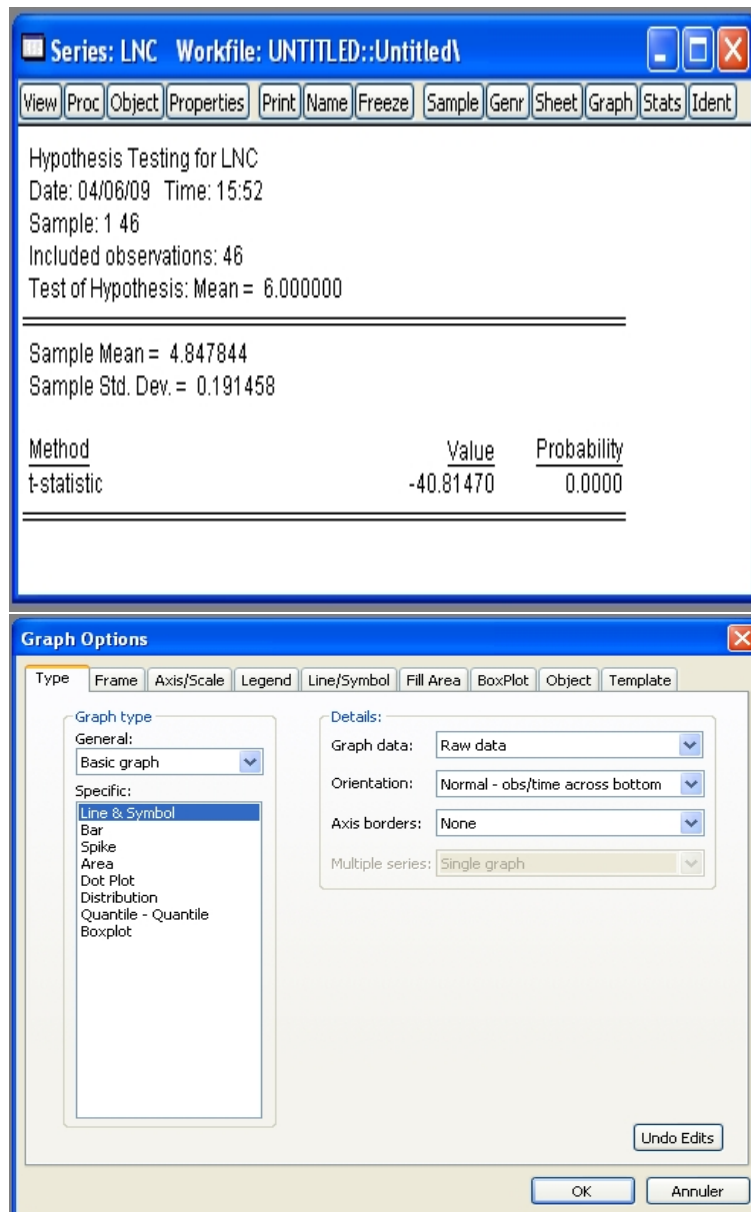 Series: LNC Workfile: UNTITLED::Untitled\
View Proc Object Properties Print Name Freeze Sample Genr Sheet Graph Stats Ident
Hypothesis Testing for LNC
Date: 04/06/09 Time: 15:52
Sample: 1 46
Included observations: 46
Test of Hypothesis: Mean = 6.000000
Sample Mean = 4.847844
Sample Std. Dev. = 0.191458
Method Value Probability
t-statistic -40.81470 0.0000
Graph Options
Type Frame Axis/Scale Legend Line/Symbol Fill Area BoxPlot Object Template
Graph type
General:
Basic graph
Specific:
Line & Symbol
Bar
Spike
Area
Dot Plot
Distribution
Quantile - Quantile
Boxplot
Details:
Graph data: Raw data
Orientation: Normal - obs/time across bottom
Axis borders: None
Multiple series: Single graph
Undo Edits
OK Annuler